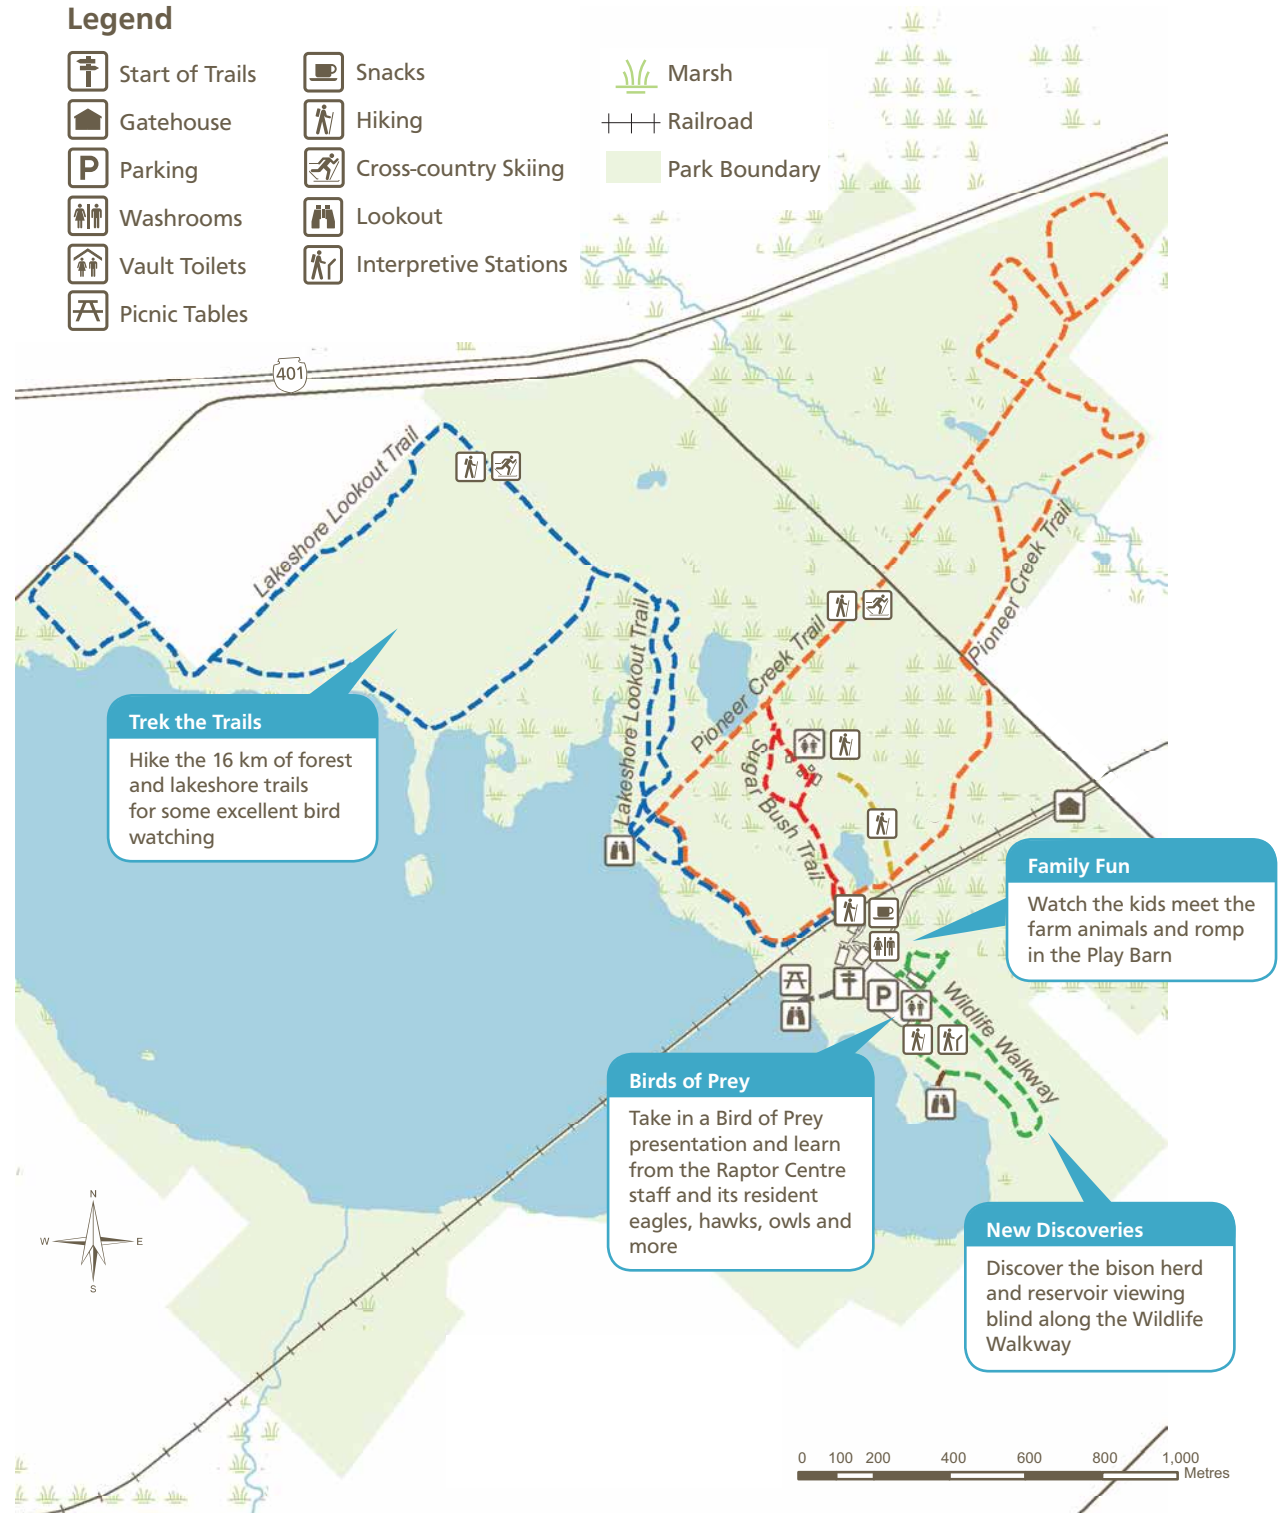 Legend
Start of Trails
Gatehouse
P
Parking
Washrooms
Vault Toilets
Picnic Tables
Snacks
Hiking
Cross-country Skiing
Lookout
Interpretive Stations
Marsh
Railroad
Park Boundary
401
Lakeshore Lookout Trail
Pioneer Creek Trail
Lakeshore Lookout Trail
Pioneer Creek Trail
Sugar Bush Trail
Trek the Trails
Hike the 16 km of forest
and lakeshore trails
for some excellent bird
watching
Family Fun
Watch the kids meet the
farm animals and romp
in the Play Barn
P
Wildlife Walkway
Birds of Prey
Take in a Bird of Prey
presentation and learn
from the Raptor Centre
staff and its resident
eagles, hawks, owls and
more
New Discoveries
Discover the bison herd
and reservoir viewing
blind along the Wildlife
Walkway
N
W E
S
0 100 200 400 600 800 1,000
Metres